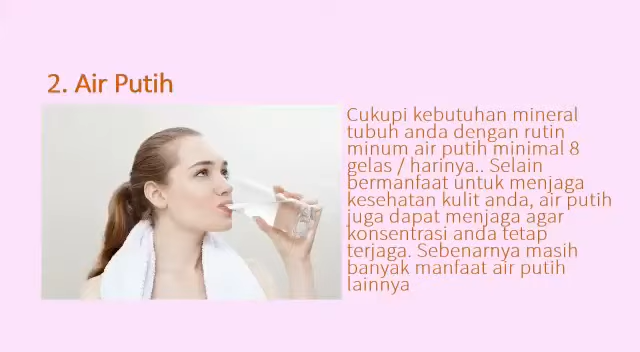 2. Air Putih
Cukupi kebutuhan mineral
tubuh anda dengan rutin
minum air putih minimal 8
gelas / harinya.. Selain
bermanfaat untuk menjaga
kesehatan kulit anda, air putih
juga dapat menjaga agar
konsentrasi anda tetap
terjaga. Sebenarnya masih
banyak manfaat air putih
lainnya